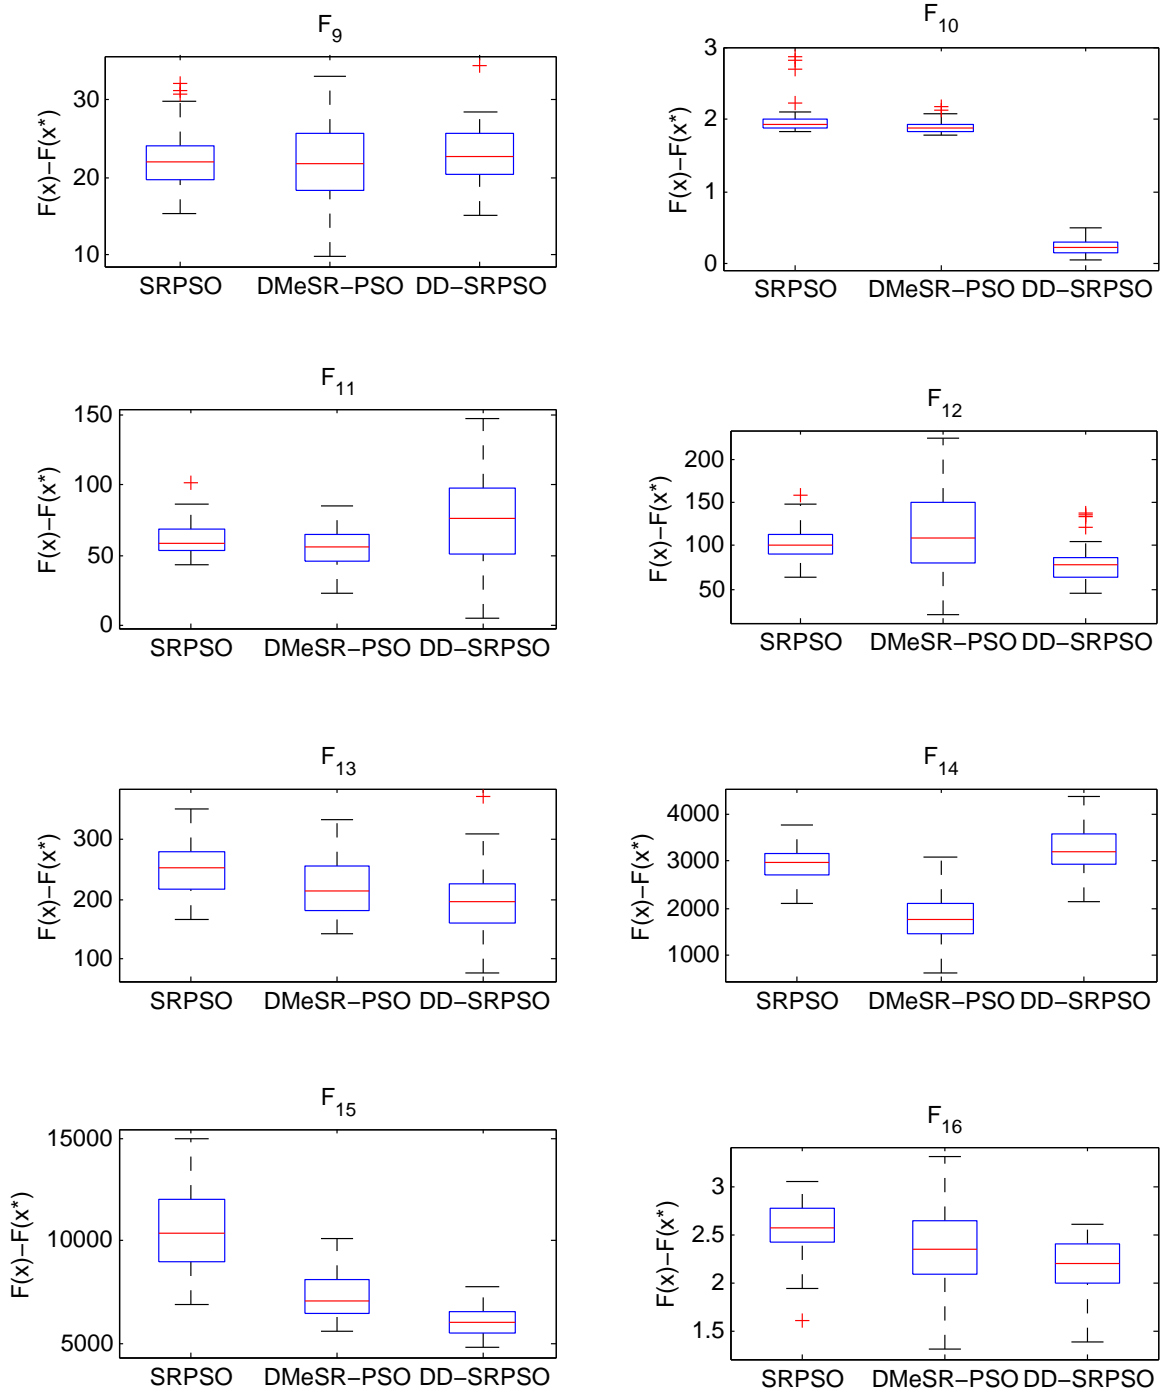 F9
F(x)−F(x*)
30
20
10
SRPSO DMeSR−PSO DD−SRPSO
F10
F(x)−F(x*)
3
2
1
0
SRPSO DMeSR−PSO DD−SRPSO
F11
F(x)−F(x*)
150
100
50
0
SRPSO DMeSR−PSO DD−SRPSO
F12
F(x)−F(x*)
200
150
100
50
SRPSO DMeSR−PSO DD−SRPSO
F13
F(x)−F(x*)
300
200
100
SRPSO DMeSR−PSO DD−SRPSO
F14
F(x)−F(x*)
4000
3000
2000
1000
SRPSO DMeSR−PSO DD−SRPSO
F15
F(x)−F(x*)
15000
10000
5000
SRPSO DMeSR−PSO DD−SRPSO
F16
F(x)−F(x*)
3
2.5
2
1.5
SRPSO DMeSR−PSO DD−SRPSO